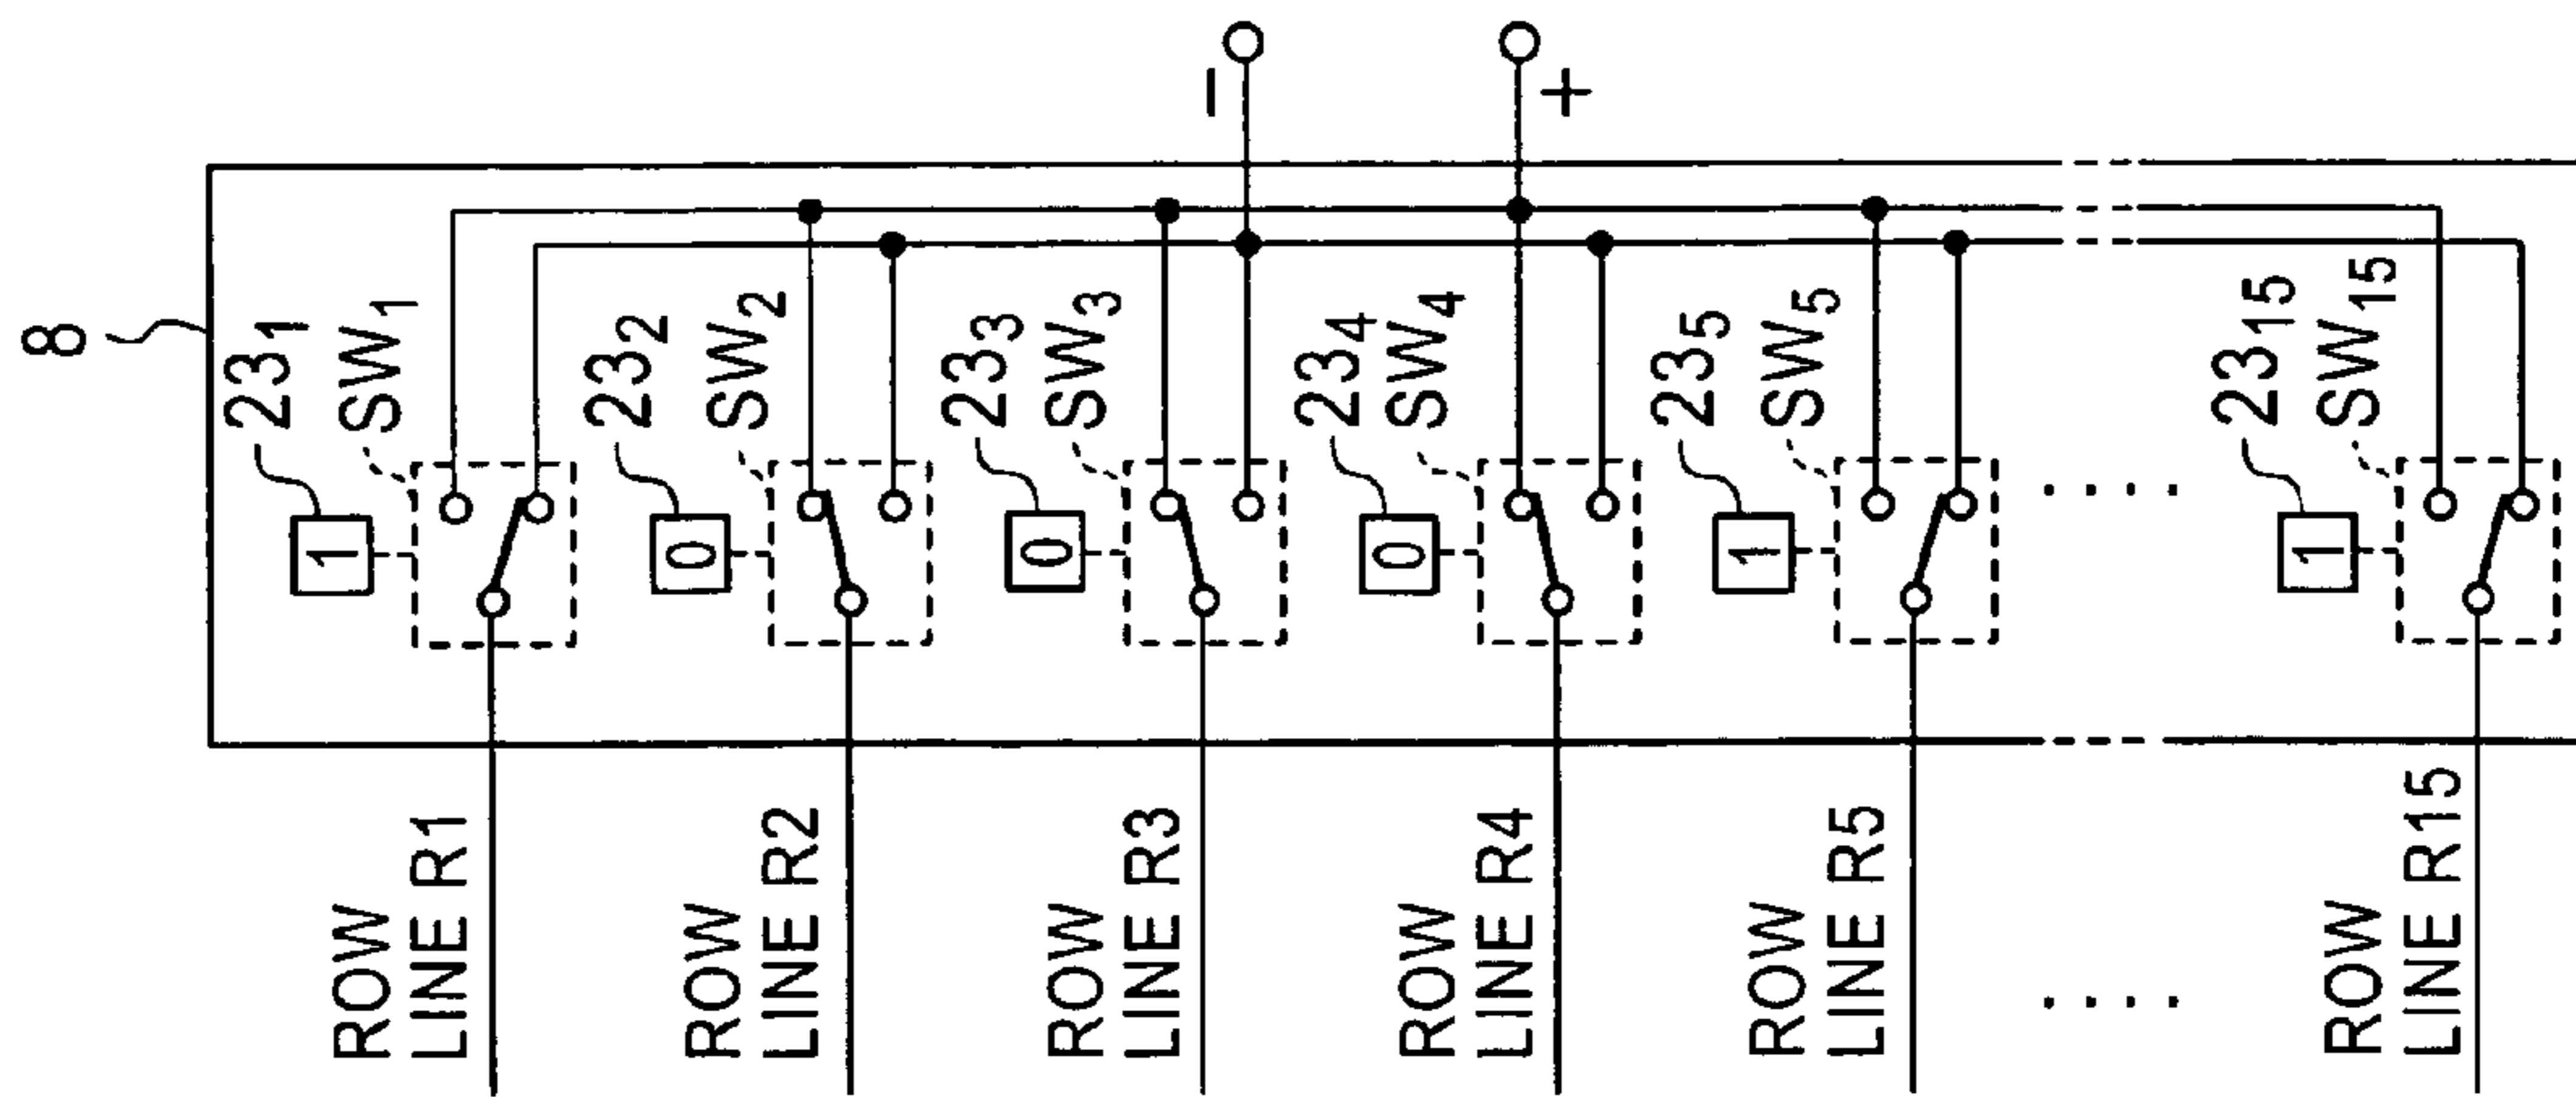 8
23₁
SW₁
1
23₂
SW₂
0
23₃
SW₃
0
23₄
SW₄
0
23₅
SW₅
1
23₁₅
SW₁₅
1
−
+
....
ROW
LINE R1
ROW
LINE R2
ROW
LINE R3
ROW
LINE R4
ROW
LINE R5
....
ROW
LINE R15